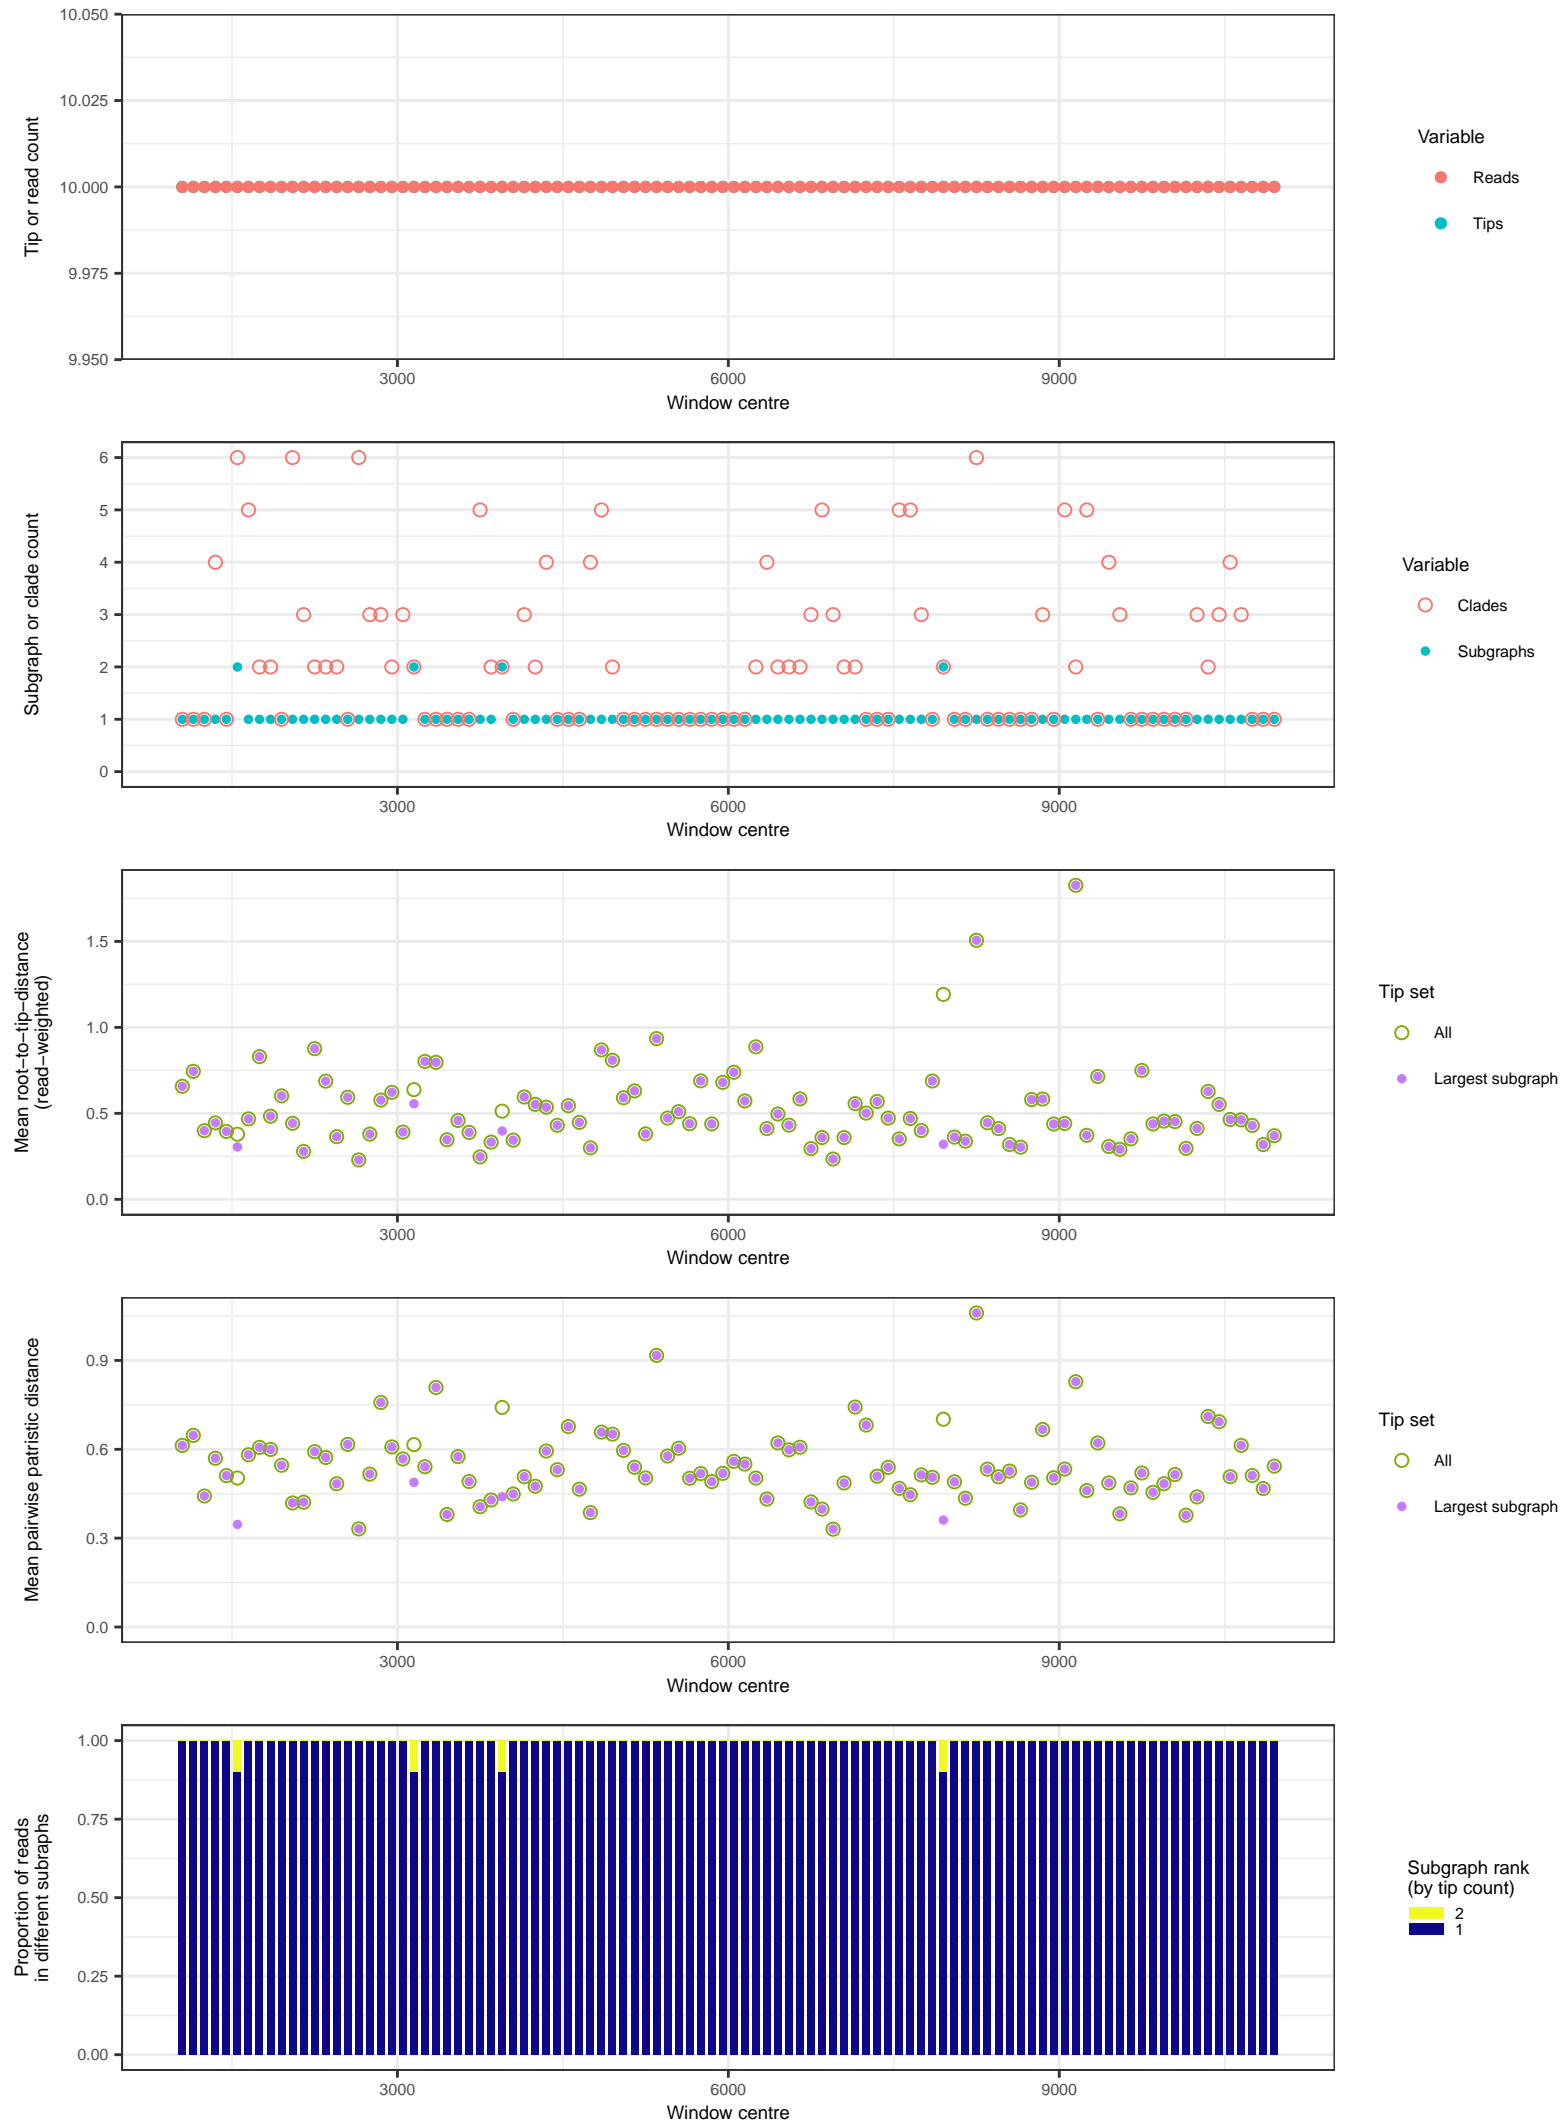 10.050
10.025
10.000
9.975
9.950
Tip or read count
3000 6000 9000
Window centre
Variable
Reads
Tips
6
5
4
3
2
1
0
Subgraph or clade count
3000 6000 9000
Window centre
Variable
Clades
Subgraphs
1.5
1.0
0.5
0.0
Mean root−to−tip−distance
(read−weighted)
3000 6000 9000
Window centre
Tip set
All
Largest subgraph
0.9
0.6
0.3
0.0
Mean pairwise patristic distance
3000 6000 9000
Window centre
Tip set
All
Largest subgraph
1.00
0.75
0.50
0.25
0.00
Proportion of reads
in different subraphs
3000 6000 9000
Window centre
Subgraph rank
(by tip count)
2
1